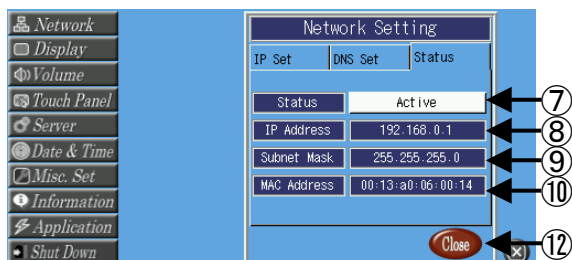 Network
Display
Volume
Touch Panel
Server
Date & Time
Misc. Set
Information
Application
Shut Down
Network Setting
IP Set DNS Set Status
Status Active ⑦
IP Address 192.168.0.1 ⑧
Subnet Mask 255.255.255.0 ⑨
MAC Address 00:13:a0:06:00:14 ⑩
Close ⑫